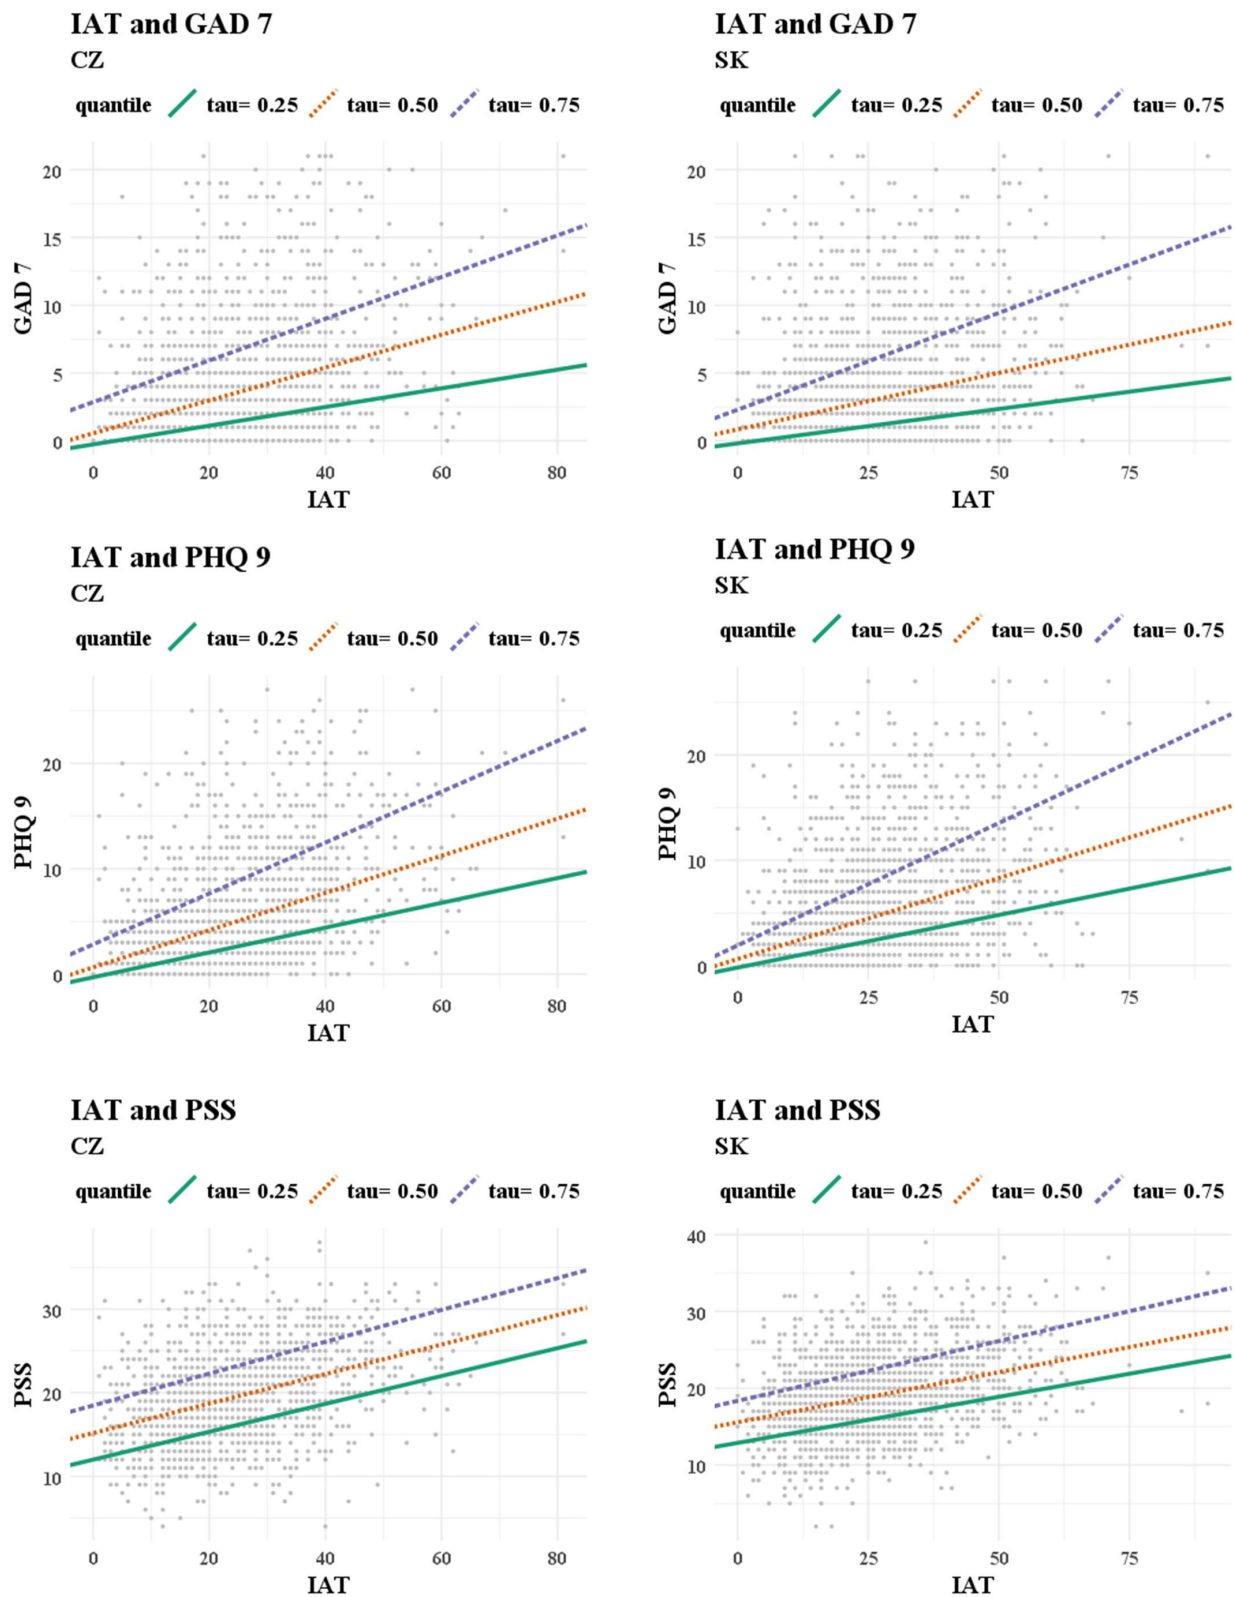 IAT and GAD 7
CZ
quantile tau= 0.25 tau= 0.50 tau= 0.75
20
15
10
5
0
GAD 7
0 20 40 60 80
IAT
IAT and GAD 7
SK
quantile tau= 0.25 tau= 0.50 tau= 0.75
20
15
10
5
0
GAD 7
0 25 50 75
IAT
IAT and PHQ 9
CZ
quantile tau= 0.25 tau= 0.50 tau= 0.75
20
10
0
PHQ 9
0 20 40 60 80
IAT
IAT and PHQ 9
SK
quantile tau= 0.25 tau= 0.50 tau= 0.75
20
10
0
PHQ 9
0 25 50 75
IAT
IAT and PSS
CZ
quantile tau= 0.25 tau= 0.50 tau= 0.75
30
20
10
PSS
0 20 40 60 80
IAT
IAT and PSS
SK
quantile tau= 0.25 tau= 0.50 tau= 0.75
40
30
20
10
PSS
0 25 50 75
IAT